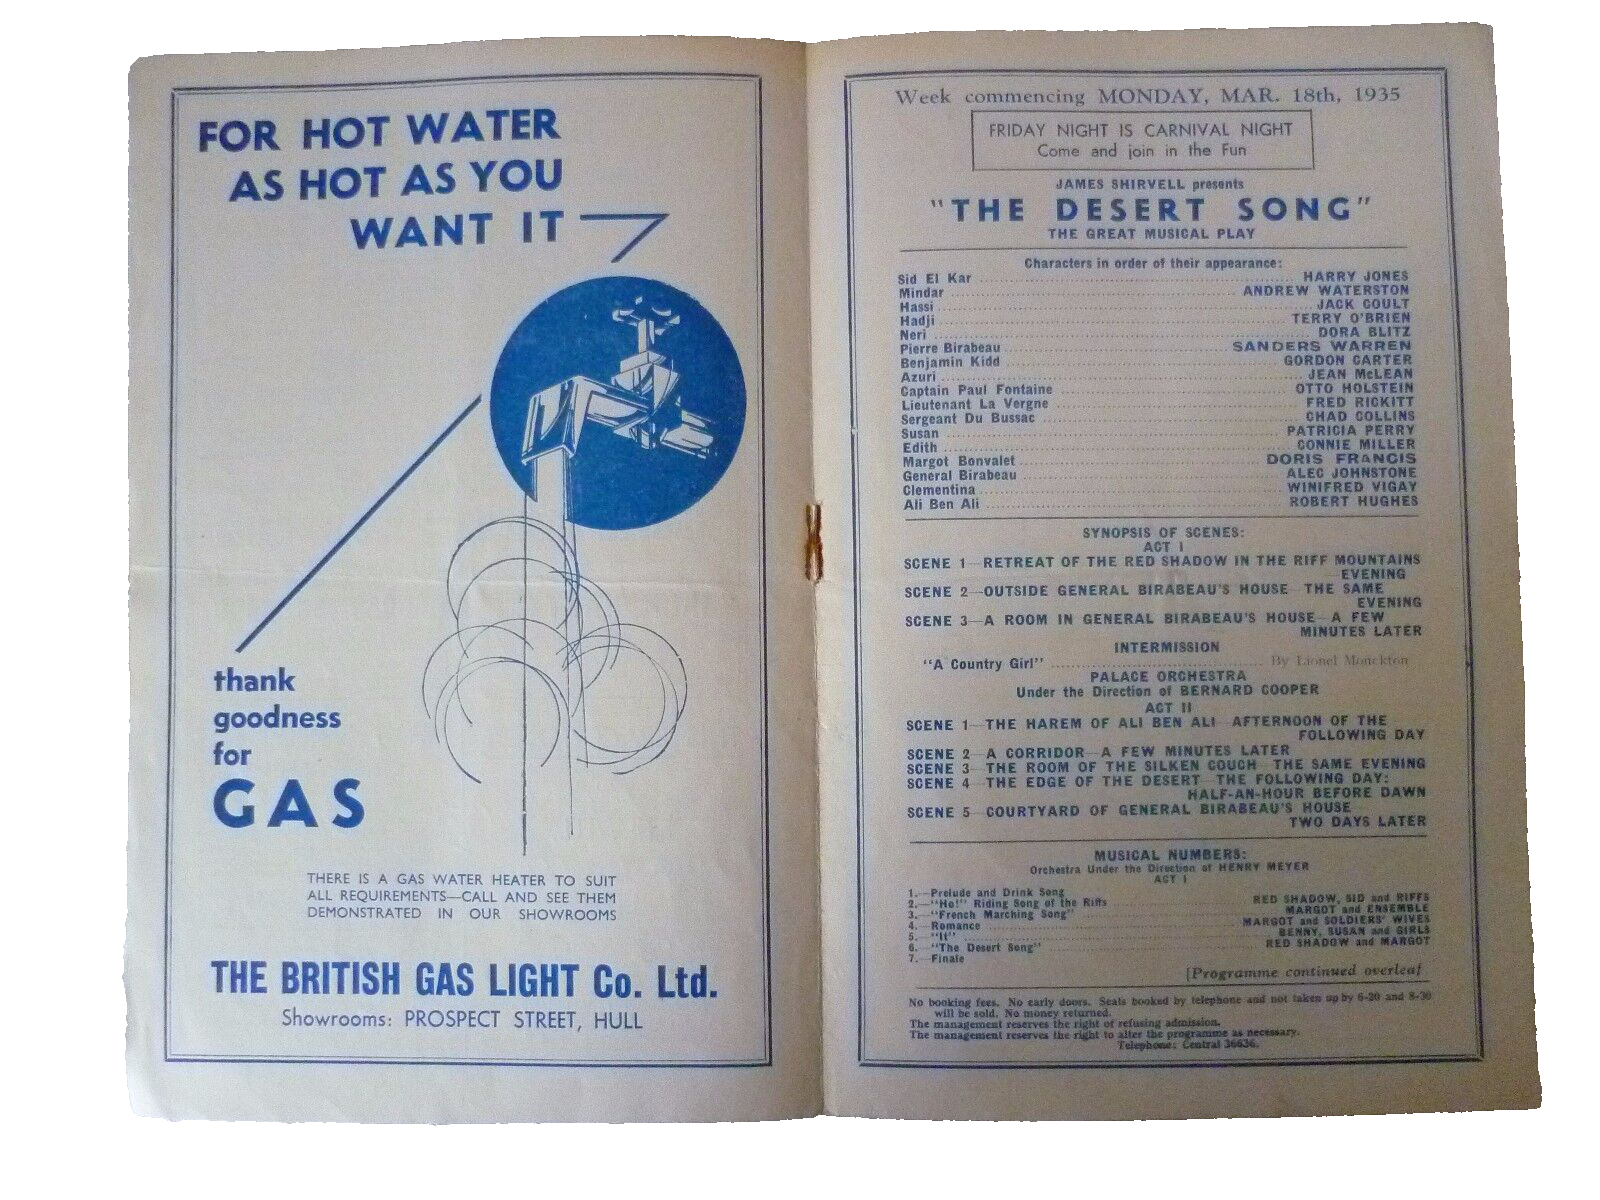 FOR HOT WATER
AS HOT AS YOU
WANT IT
thank
goodness
for
GAS
THERE IS A GAS WATER HEATER TO SUIT
ALL REQUIREMENTS—CALL AND SEE THEM
DEMONSTRATED IN OUR SHOWROOMS
THE BRITISH GAS LIGHT Co. Ltd.
Showrooms: PROSPECT STREET, HULL
Week commencing MONDAY, MAR. 18th, 1935
FRIDAY NIGHT IS CARNIVAL NIGHT
Come and join in the Fun
JAMES SHIRVELL presents
"THE DESERT SONG"
THE GREAT MUSICAL PLAY
Characters in order of their appearance:
Sid El Kar HARRY JONES
Mindar ANDREW WATERSTON
Hassi JACK COULT
Hadji TERRY O'BRIEN
Neri DORA BLITZ
Pierre Birabeau SANDERS WARREN
Benjamin Kidd GORDON CARTER
Azuri JEAN McLEAN
Captain Paul Fontaine OTTO HOLSTEIN
Lieutenant La Vergne FRED RICKITT
Sergeant Du Bussac CHAD COLLINS
Susan PATRICIA PERRY
Edith CONNIE MILLER
Margot Bonvalet DORIS FRANCIS
General Birabeau ALEC JOHNSTONE
Clementina WINIFRED VIGAY
Ali Ben Ali ROBERT HUGHES
SYNOPSIS OF SCENES:
ACT I
SCENE 1—RETREAT OF THE RED SHADOW IN THE RIFF MOUNTAINS
EVENING
SCENE 2—OUTSIDE GENERAL BIRABEAU'S HOUSE—THE SAME
EVENING
SCENE 3—A ROOM IN GENERAL BIRABEAU'S HOUSE—A FEW
MINUTES LATER
INTERMISSION
"A Country Girl" By Lionel Monckton
PALACE ORCHESTRA
Under the Direction of BERNARD COOPER
ACT II
SCENE 1—THE HAREM OF ALI BEN ALI—AFTERNOON OF THE
FOLLOWING DAY
SCENE 2—A CORRIDOR—A FEW MINUTES LATER
SCENE 3—THE ROOM OF THE SILKEN COUCH—THE SAME EVENING
SCENE 4—THE EDGE OF THE DESERT—THE FOLLOWING DAY:
HALF-AN-HOUR BEFORE DAWN
SCENE 5—COURTYARD OF GENERAL BIRABEAU'S HOUSE—
TWO DAYS LATER
MUSICAL NUMBERS:
Orchestra Under the Direction of HENRY MEYER
ACT I
1.—Prelude and Drink Song
2.—"Ho!" Riding Song of the Riffs RED SHADOW, SID and RIFFS
3.—"French Marching Song" MARGOT and ENSEMBLE
4.—Romance MARGOT and SOLDIERS' WIVES
5.—"It" BENNY, SUSAN and GIRLS
6.—"The Desert Song" RED SHADOW and MARGOT
7.—Finale
[Programme continued overleaf
No booking fees. No early doors. Seats booked by telephone and not taken up by 6-20 and 8-30
will be sold. No money returned.
The management reserves the right of refusing admission.
The management reserves the right to alter the programme as necessary.
Telephone: Central 36636.